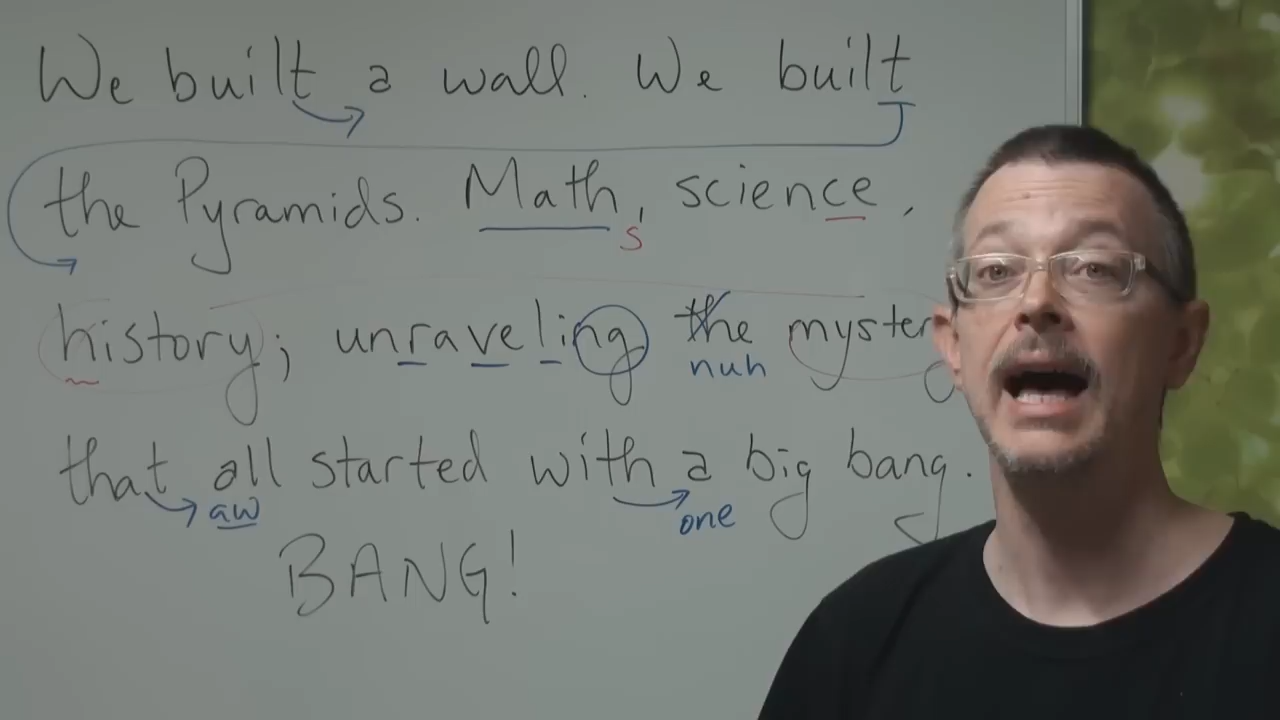 We built a wall. We built
the Pyramids. Math, science,
s
history; unraveling the mystery
nuh
that all started with a big bang.
aw one
BANG!